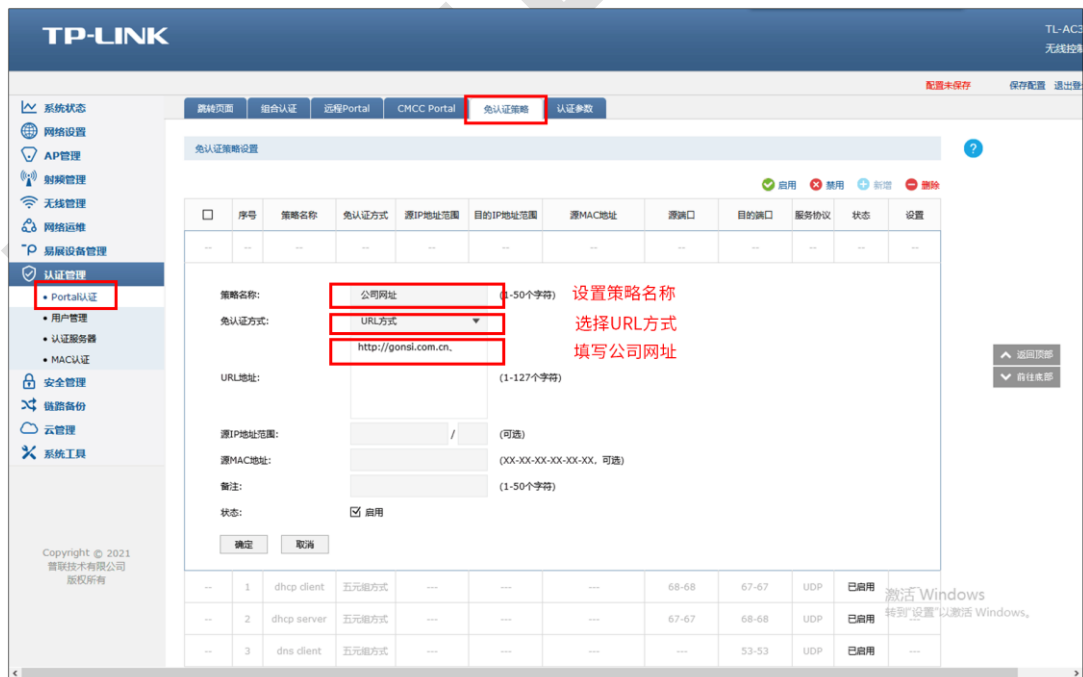 TP-LINK
TL-AC3
无线控制
配置未保存 保存配置 退出登
系统状态
网络设置
AP管理
射频管理
无线管理
网络运维
易展设备管理
认证管理
• Portal认证
• 用户管理
• 认证服务器
• MAC认证
安全管理
链路备份
云管理
系统工具
Copyright © 2021
普联技术有限公司
版权所有
跳转页面 组合认证 远程Portal CMCC Portal 免认证策略 认证参数
免认证策略设置
?
启用 禁用 新增 删除
序号 策略名称 免认证方式 源IP地址范围 目的IP地址范围 源MAC地址 源端口 目的端口 服务协议 状态 设置
--- --- --- --- --- --- --- --- --- --- --- ---
策略名称: 公司网址 (1-50个字符) 设置策略名称
免认证方式: URL方式 选择URL方式
http://gonsi.com.cn、 填写公司网址
URL地址: (1-127个字符)
源IP地址范围: / (可选)
源MAC地址: (XX-XX-XX-XX-XX-XX, 可选)
备注: (1-50个字符)
状态: 启用
确定 取消
返回顶部
前往底部
--- 1 dhcp client 五元组方式 --- --- --- 68-68 67-67 UDP 已启用 ---
--- 2 dhcp server 五元组方式 --- --- --- 67-67 68-68 UDP 已启用 ---
--- 3 dns client 五元组方式 --- --- --- --- 53-53 UDP 已启用 ---
激活 Windows
转到"设置"以激活 Windows。